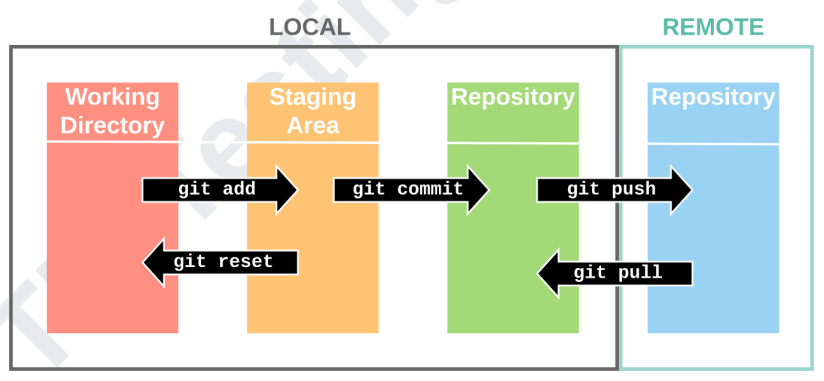 LOCAL
REMOTE
Working
Directory
Staging
Area
Repository
Repository
git add
git commit
git push
git reset
git pull